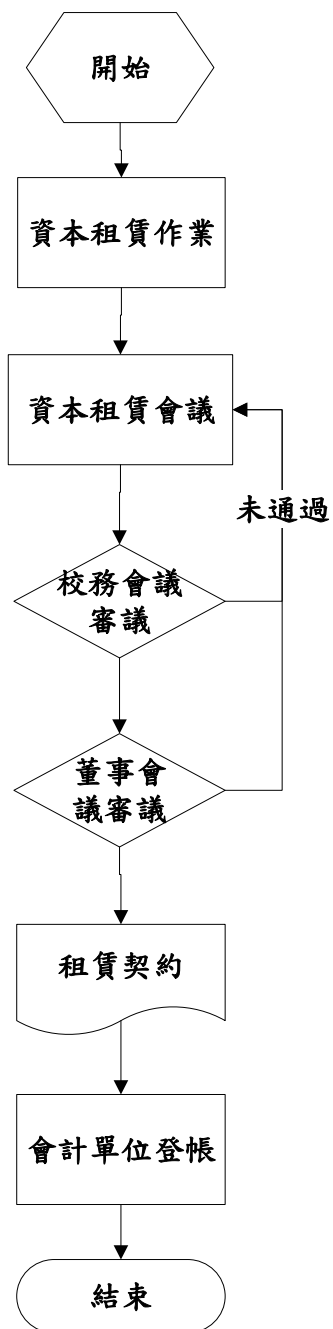 開始
資本租賃作業
資本租賃會議
未通過
校務會議
審議
董事會
議審議
租賃契約
會計單位登帳
結束